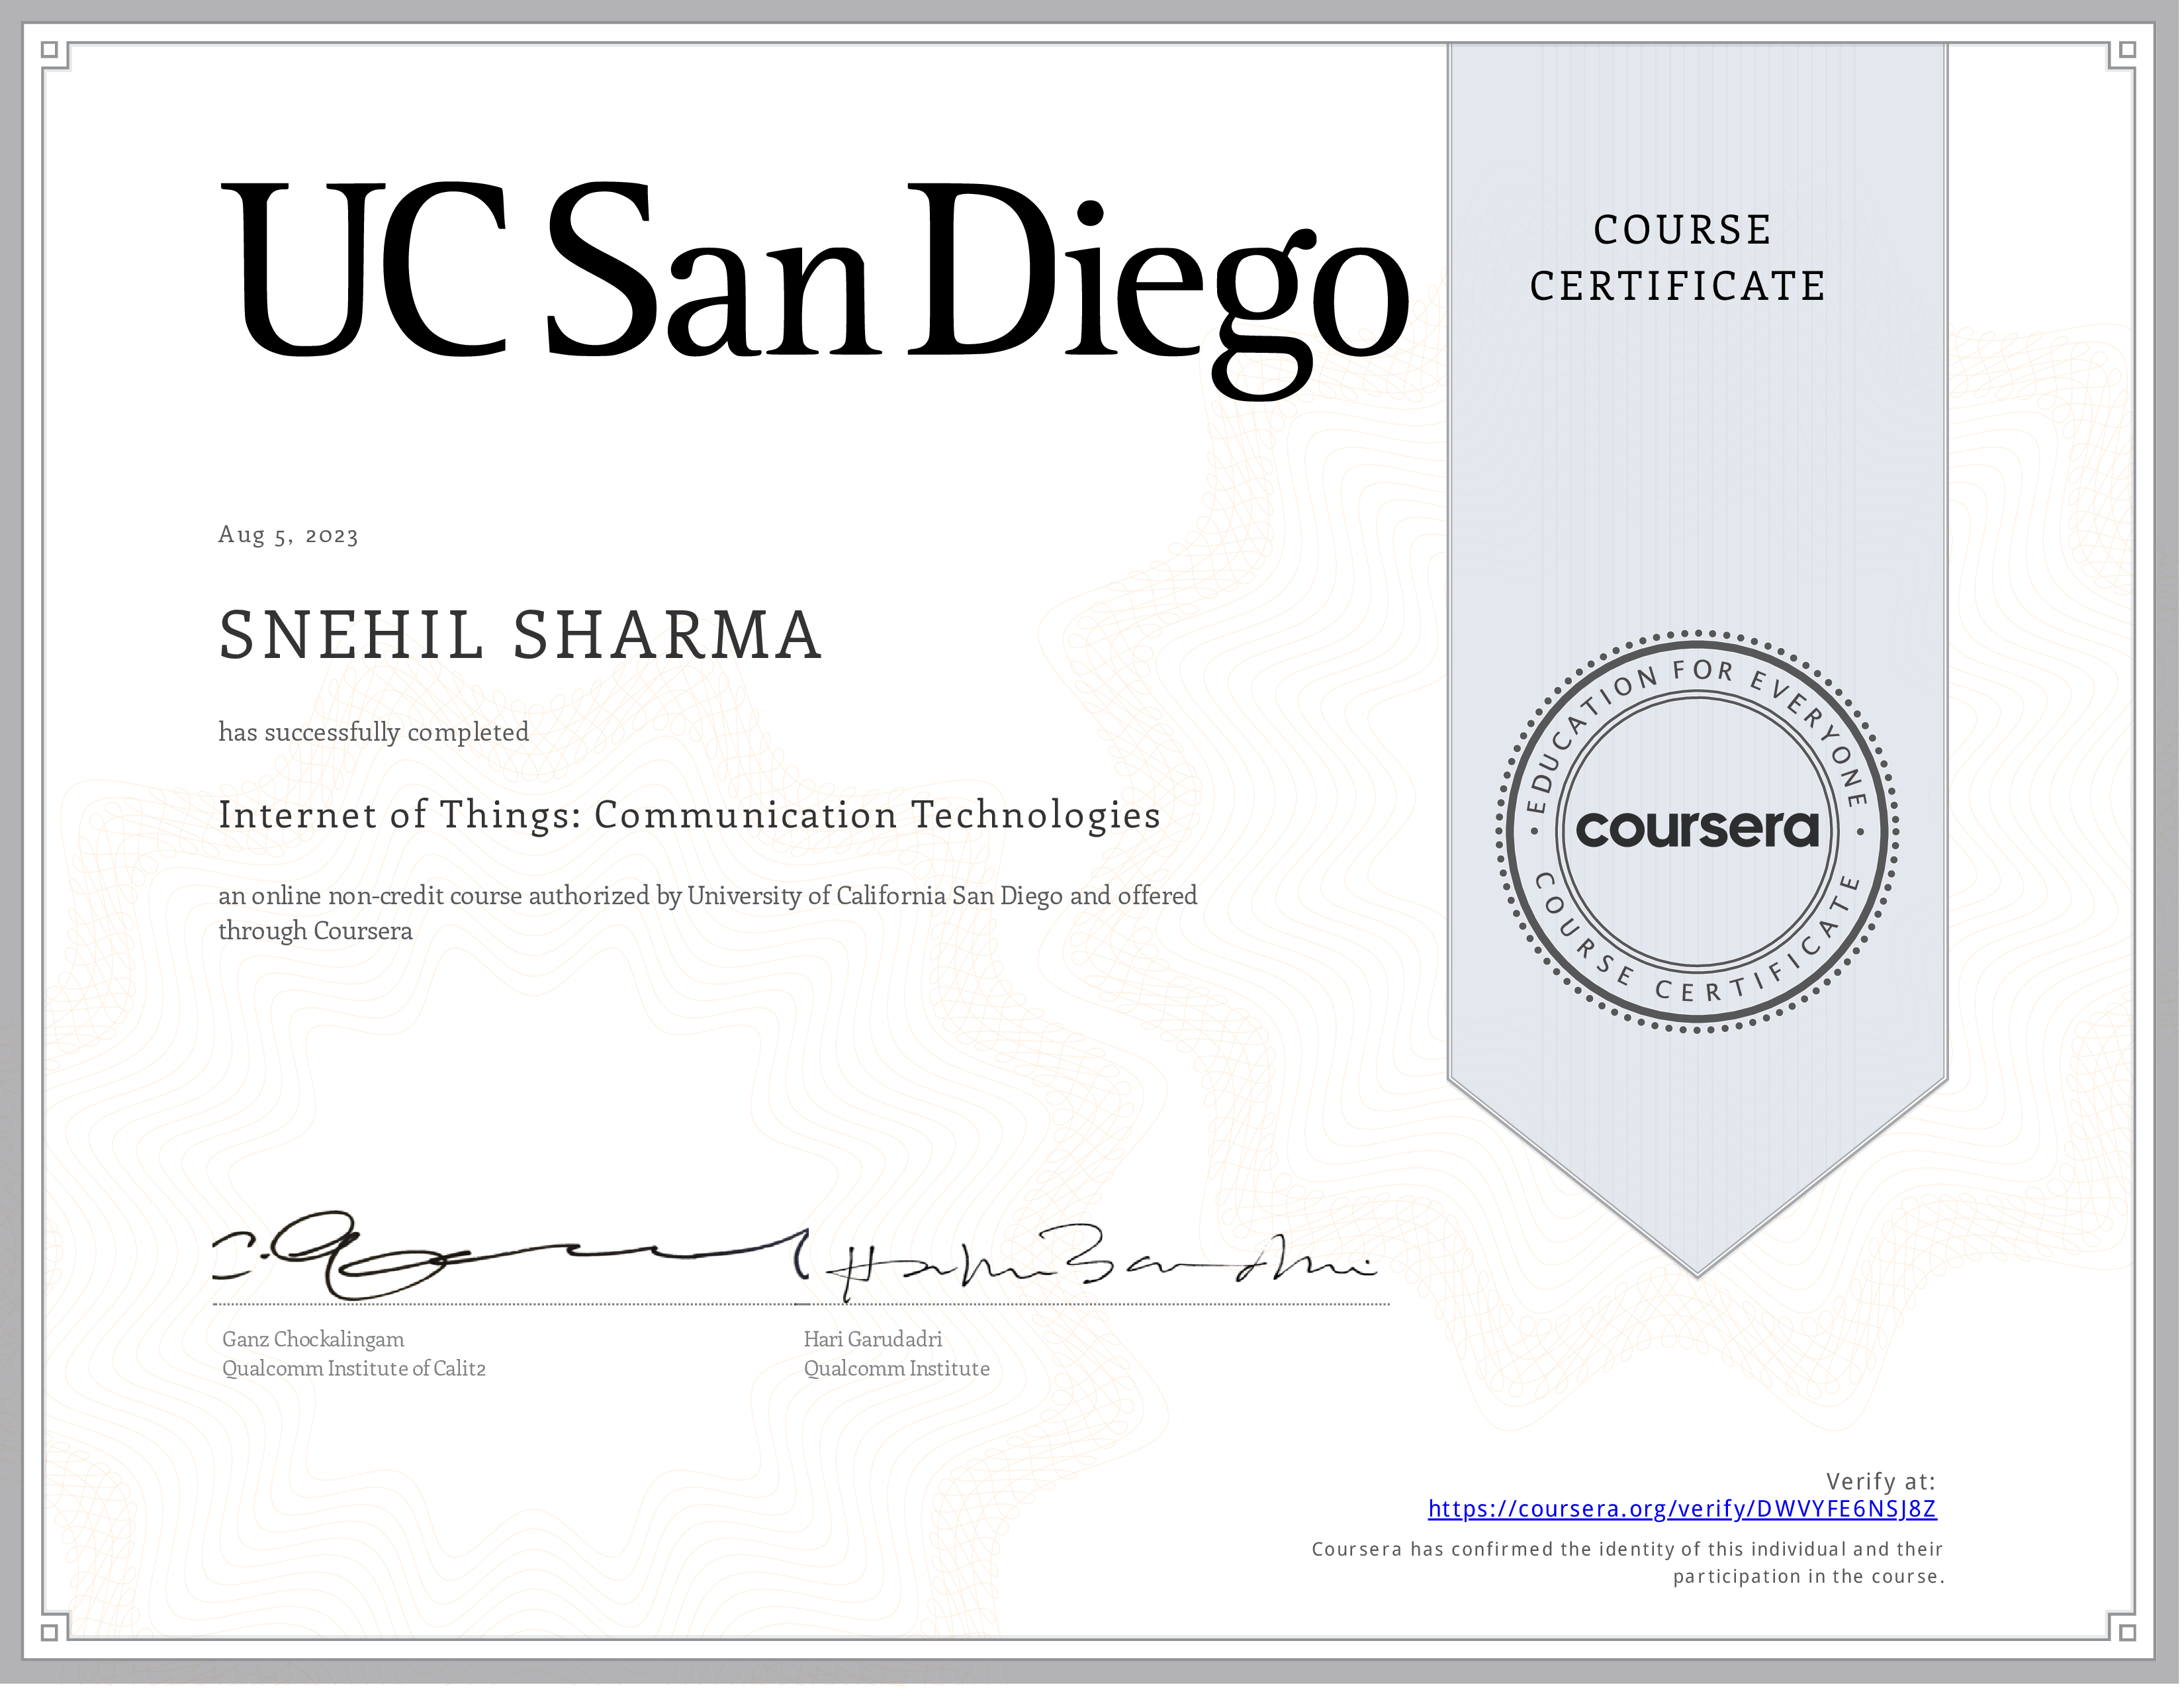 UC San Diego
COURSE
CERTIFICATE
Aug 5, 2023
SNEHIL SHARMA
has successfully completed
Internet of Things: Communication Technologies
an online non-credit course authorized by University of California San Diego and offered
through Coursera
EDUCATION FOR EVERYONE
coursera
COURSE CERTIFICATE
Ganz Chockalingam
Qualcomm Institute of Calit2
Hari Garudadri
Qualcomm Institute
Verify at:
https://coursera.org/verify/DWVYFE6NSJ8Z
Coursera has confirmed the identity of this individual and their
participation in the course.